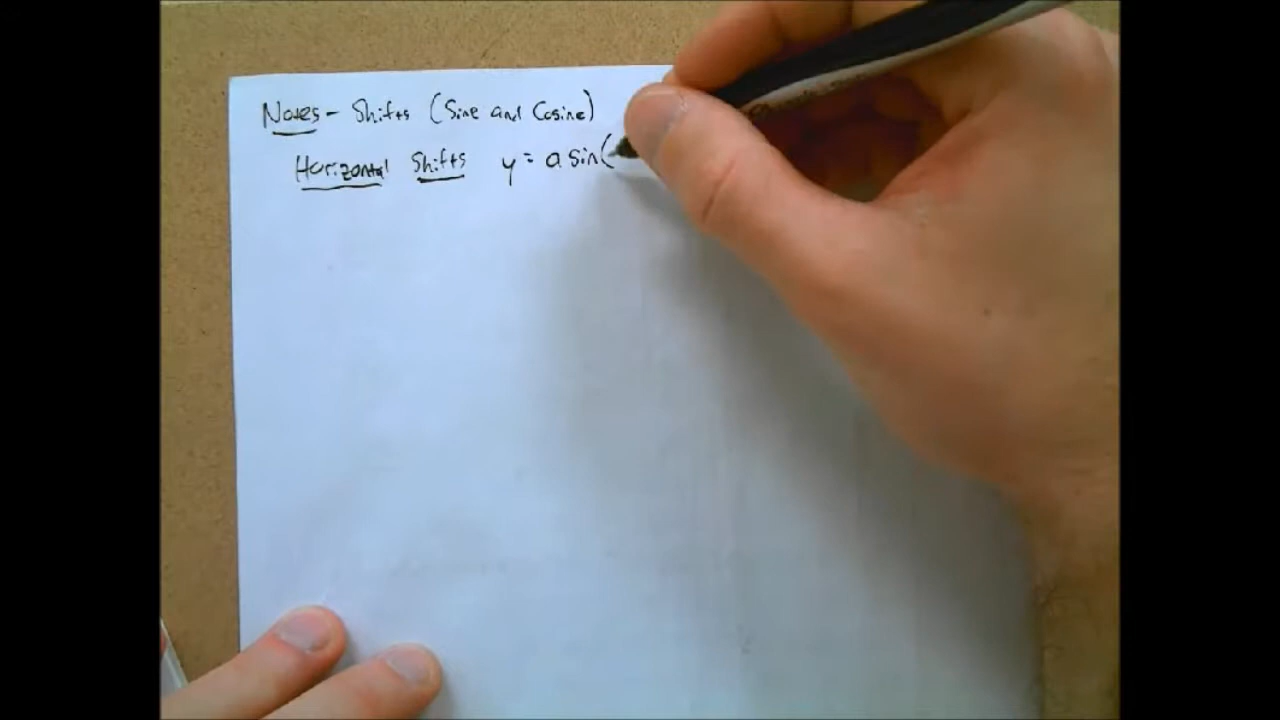 Notes - Shifts (Sine and Cosine)
Horizontal Shifts y = a sin(